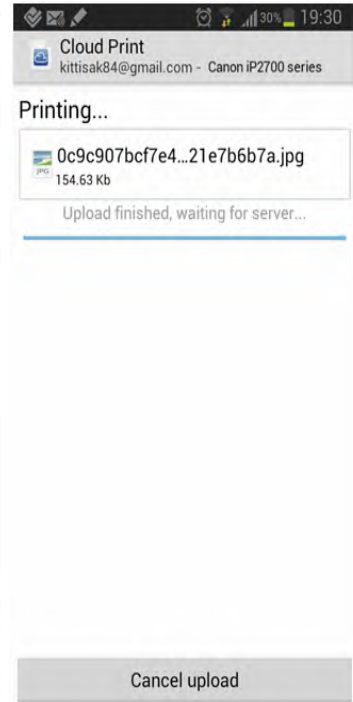 30% 19:30
Cloud Print
kittisak84@gmail.com - Canon iP2700 series
Printing...
0c9c907bcf7e4...21e7b6b7a.jpg
JPG
154.63 Kb
Upload finished, waiting for server...
Cancel upload